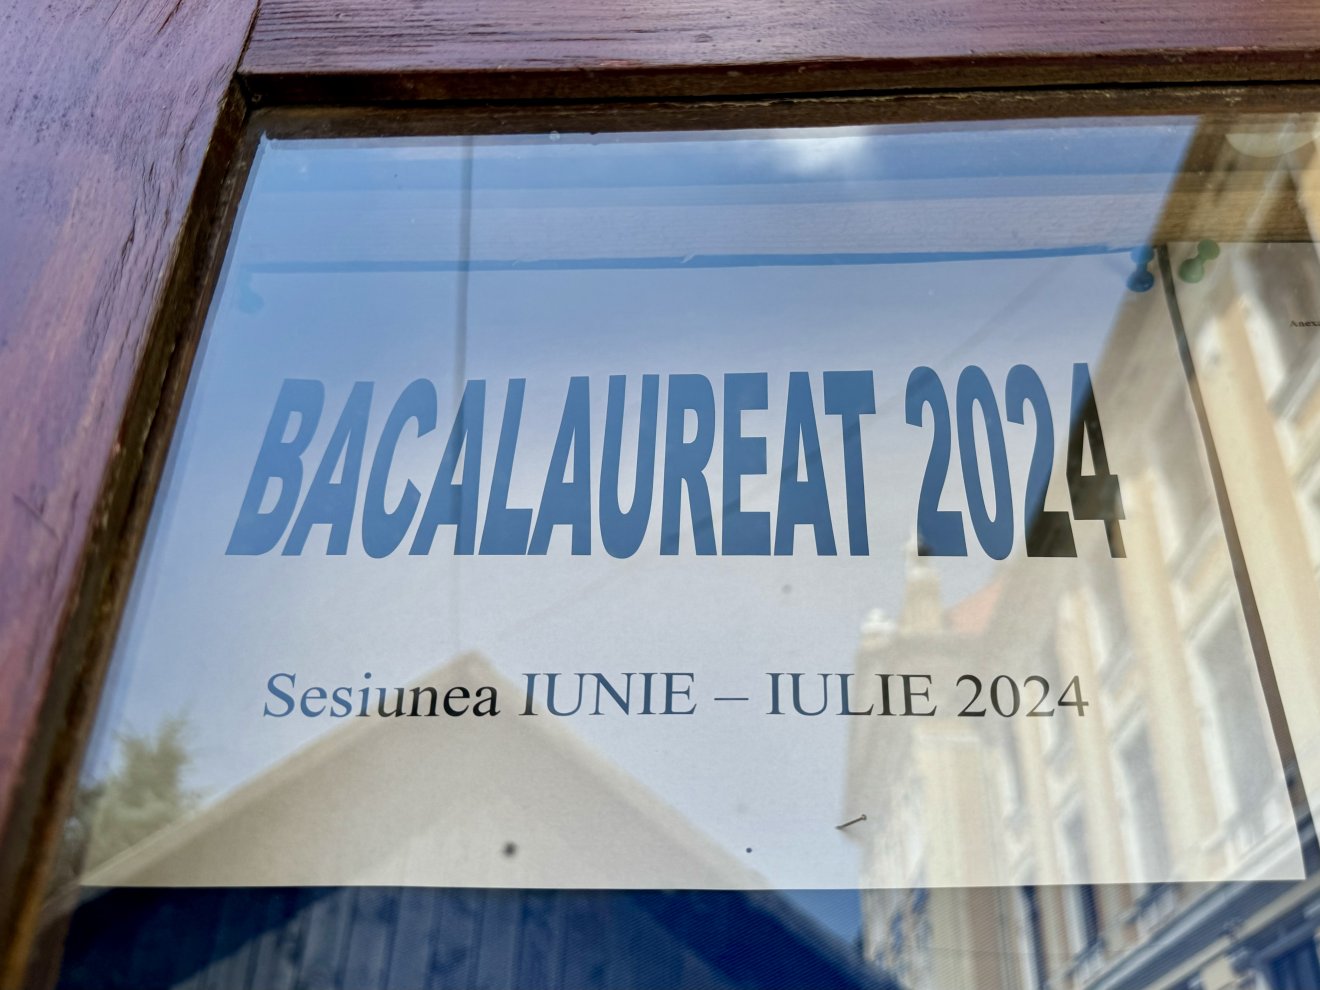 BACALAUREAT 2024
Sesiunea IUNIE – IULIE 2024